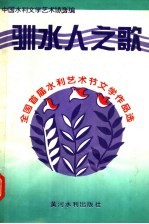 中国水利文学艺术协会编
驯水人之歌
全国首届水利艺术节文学作品选
黄河水利出版社